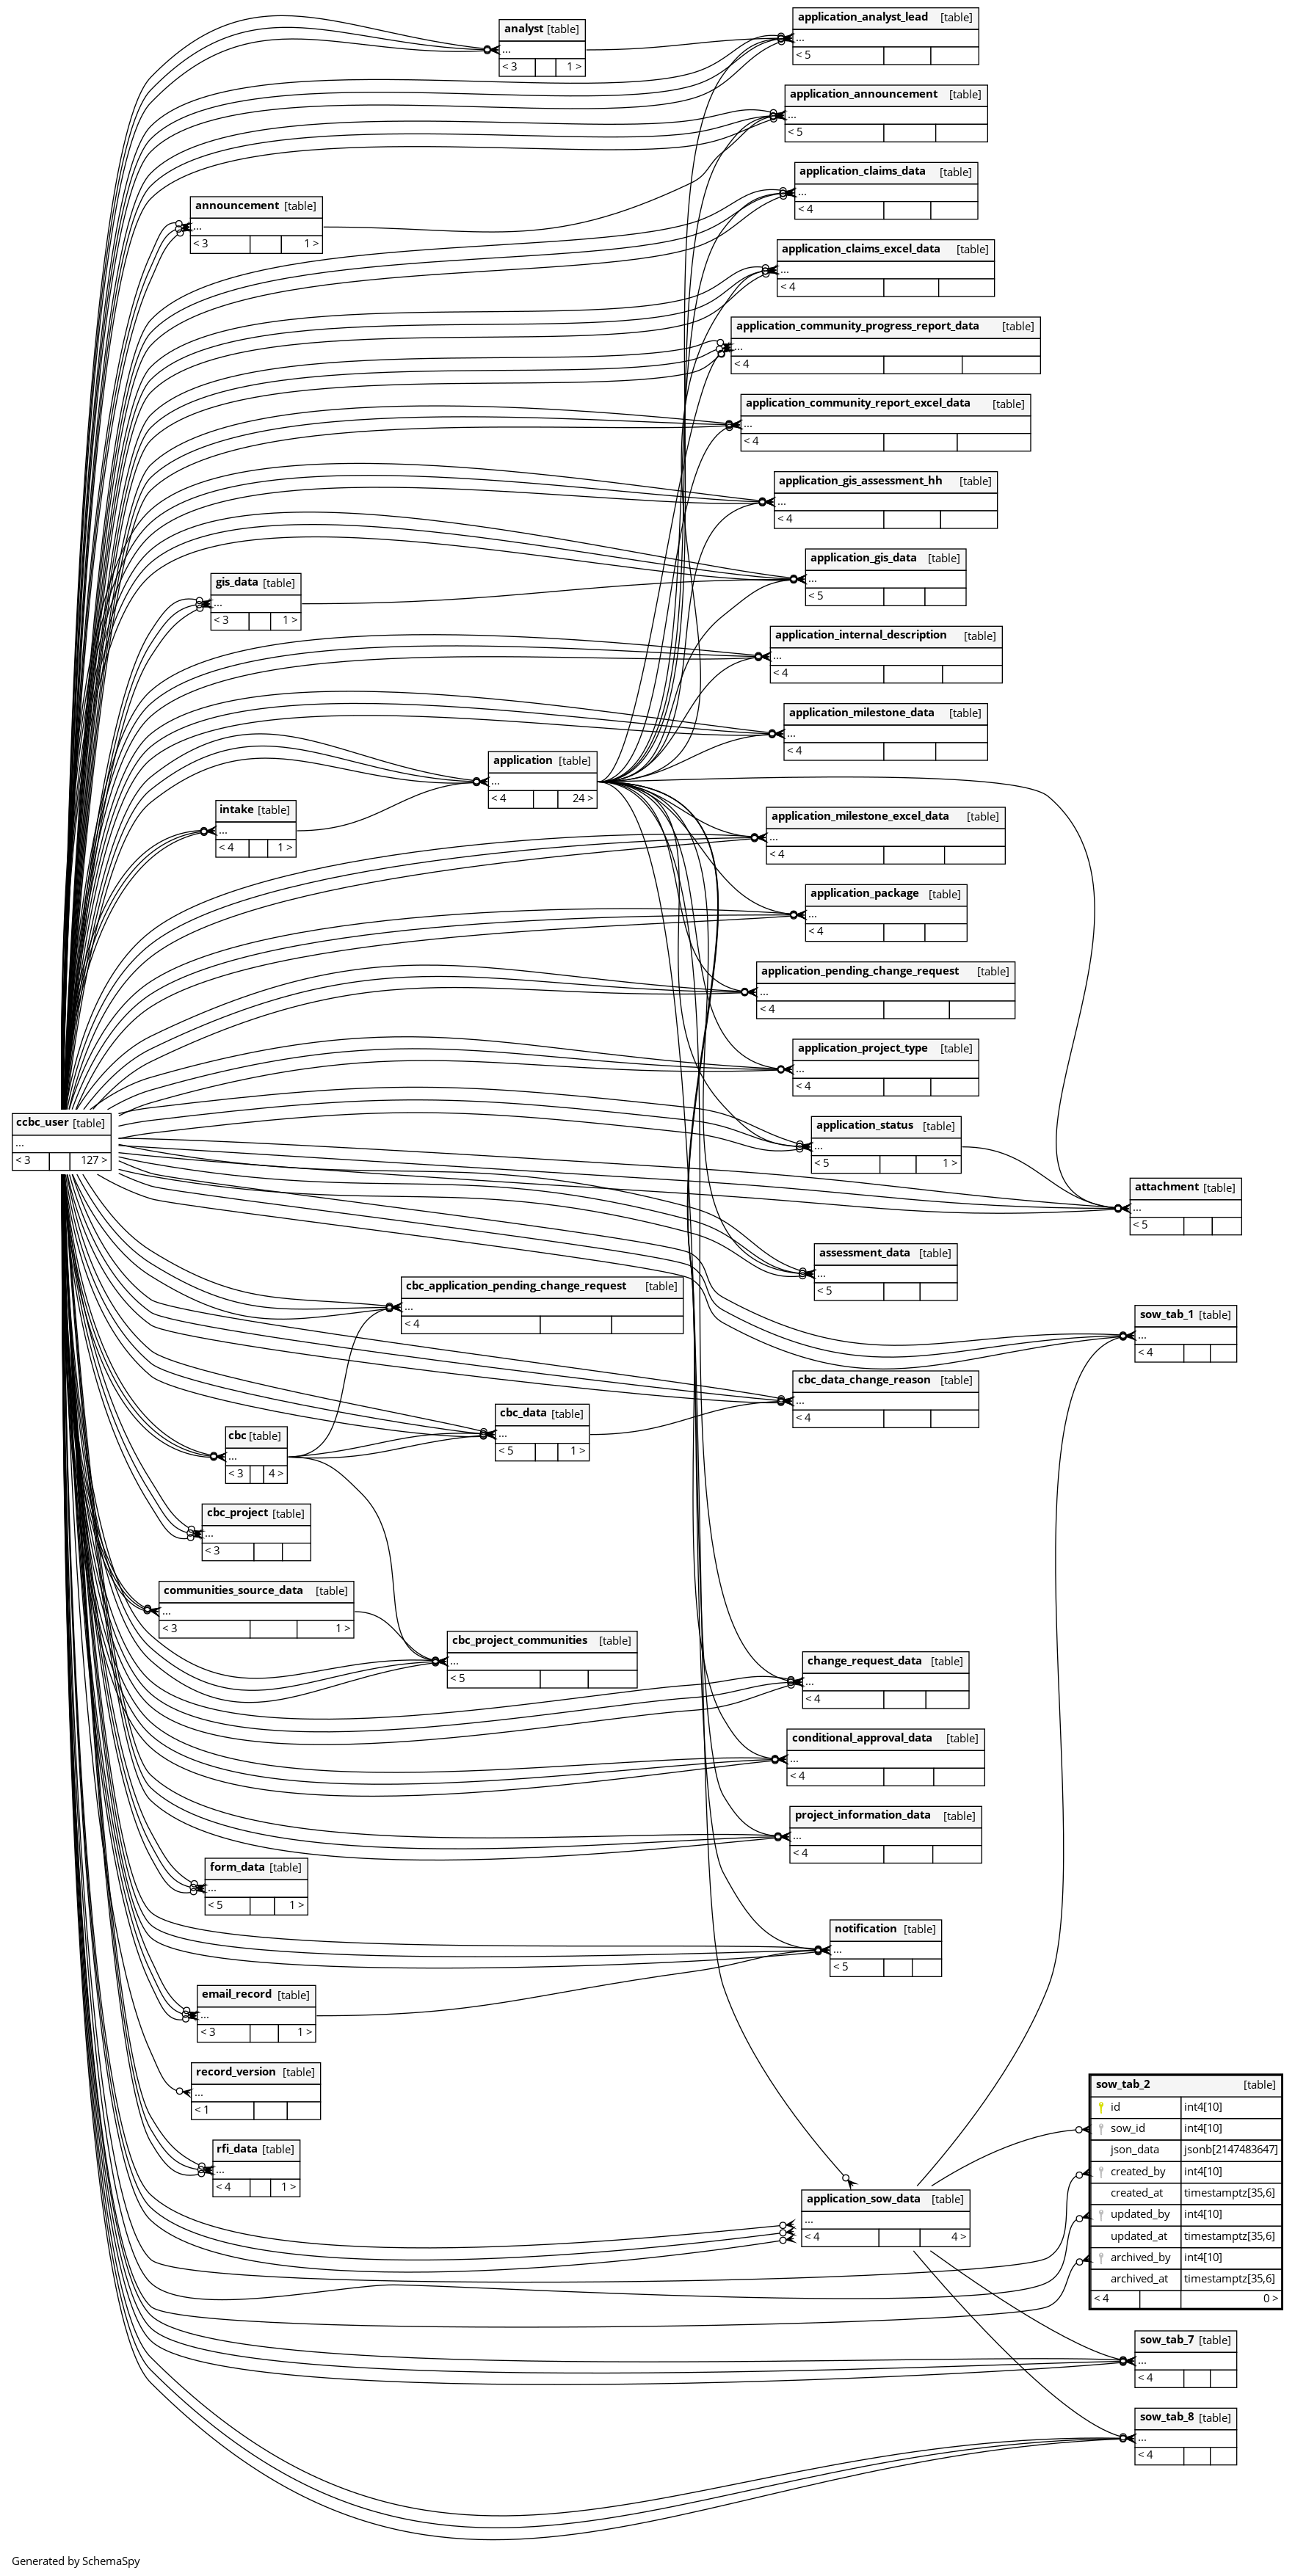 analyst [table]
...
< 3 1 >
application_analyst_lead [table]
...
< 5
application_announcement [table]
...
< 5
application_claims_data [table]
...
< 4
announcement [table]
...
< 3 1 >
application_claims_excel_data [table]
...
< 4
application_community_progress_report_data [table]
...
< 4
application_community_report_excel_data [table]
...
< 4
application_gis_assessment_hh [table]
...
< 4
application_gis_data [table]
...
< 5
gis_data [table]
...
< 3 1 >
application_internal_description [table]
...
< 4
application_milestone_data [table]
...
< 4
application [table]
...
< 4 24 >
intake [table]
...
< 4 1 >
application_milestone_excel_data [table]
...
< 4
application_package [table]
...
< 4
application_pending_change_request [table]
...
< 4
application_project_type [table]
...
< 4
ccbc_user [table]
...
< 3 127 >
application_status [table]
...
< 5 1 >
attachment [table]
...
< 5
assessment_data [table]
...
< 5
cbc_application_pending_change_request [table]
...
< 4
sow_tab_1 [table]
...
< 4
cbc_data_change_reason [table]
...
< 4
cbc_data [table]
...
< 5 1 >
cbc [table]
...
< 3 4 >
cbc_project [table]
...
< 3
communities_source_data [table]
...
< 3 1 >
cbc_project_communities [table]
...
< 5
change_request_data [table]
...
< 4
conditional_approval_data [table]
...
< 4
project_information_data [table]
...
< 4
form_data [table]
...
< 5 1 >
notification [table]
...
< 5
email_record [table]
...
< 3 1 >
record_version [table]
...
< 1
rfi_data [table]
...
< 4 1 >
application_sow_data [table]
...
< 4 4 >
sow_tab_2 [table]
id int4[10]
sow_id int4[10]
json_data jsonb[2147483647]
created_by int4[10]
created_at timestamptz[35,6]
updated_by int4[10]
updated_at timestamptz[35,6]
archived_by int4[10]
archived_at timestamptz[35,6]
< 4 0 >
sow_tab_7 [table]
...
< 4
sow_tab_8 [table]
...
< 4
Generated by SchemaSpy